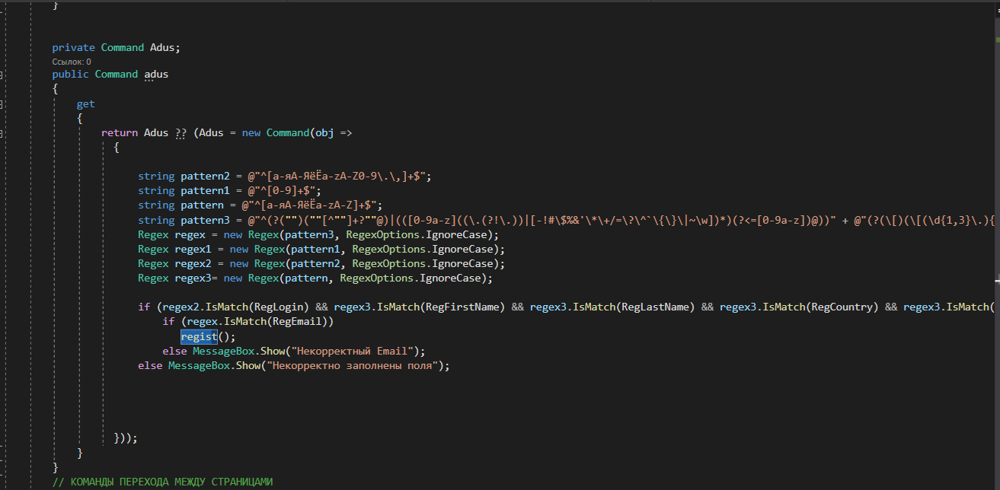 }
private Command Adus;
Ссылок: 0
public Command adus
{
get
{
return Adus ?? (Adus = new Command(obj =>
{
string pattern2 = @"^[а-яА-ЯёЁa-zA-Z0-9\.\,]+$";
string pattern1 = @"^[0-9]+$";
string pattern = @"^[а-яА-ЯёЁa-zA-Z]+$";
string pattern3 = @"^(?("")(""[^""]+?""@)|(([0-9a-z]((\.(?!\.))|[-!#\$%&'\*\+/=\?\^`\{\}\|~\w])*)(?<=[0-9a-z])@))" + @"(?(\[)(\[(\d{1,3}\.){
Regex regex = new Regex(pattern3, RegexOptions.IgnoreCase);
Regex regex1 = new Regex(pattern1, RegexOptions.IgnoreCase);
Regex regex2 = new Regex(pattern2, RegexOptions.IgnoreCase);
Regex regex3= new Regex(pattern, RegexOptions.IgnoreCase);
if (regex2.IsMatch(RegLogin) && regex3.IsMatch(RegFirstName) && regex3.IsMatch(RegLastName) && regex3.IsMatch(RegCountry) && regex3.IsMatch(
if (regex.IsMatch(RegEmail))
regist();
else MessageBox.Show("Некорректный Email");
else MessageBox.Show("Некорректно заполнены поля");
}));
}
}
// КОМАНДЫ ПЕРЕХОДА МЕЖДУ СТРАНИЦАМИ